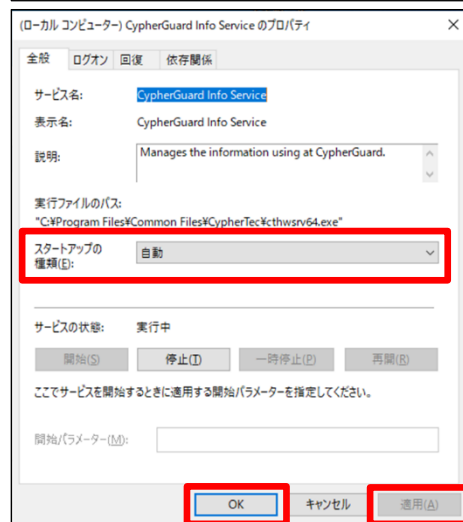 (ローカル コンピューター) CypherGuard Info Service のプロパティ
全般 ログオン 回復 依存関係
サービス名: CypherGuard Info Service
表示名: CypherGuard Info Service
説明: Manages the information using at CypherGuard.
実行ファイルのパス:
"C:¥Program Files¥Common Files¥CypherTec¥cthwsrv64.exe"
スタートアップの
種類(E): 自動
サービスの状態: 実行中
開始(S) 停止(T) 一時停止(P) 再開(R)
ここでサービスを開始するときに適用する開始パラメーターを指定してください。
開始パラメーター(M):
OK キャンセル 適用(A)